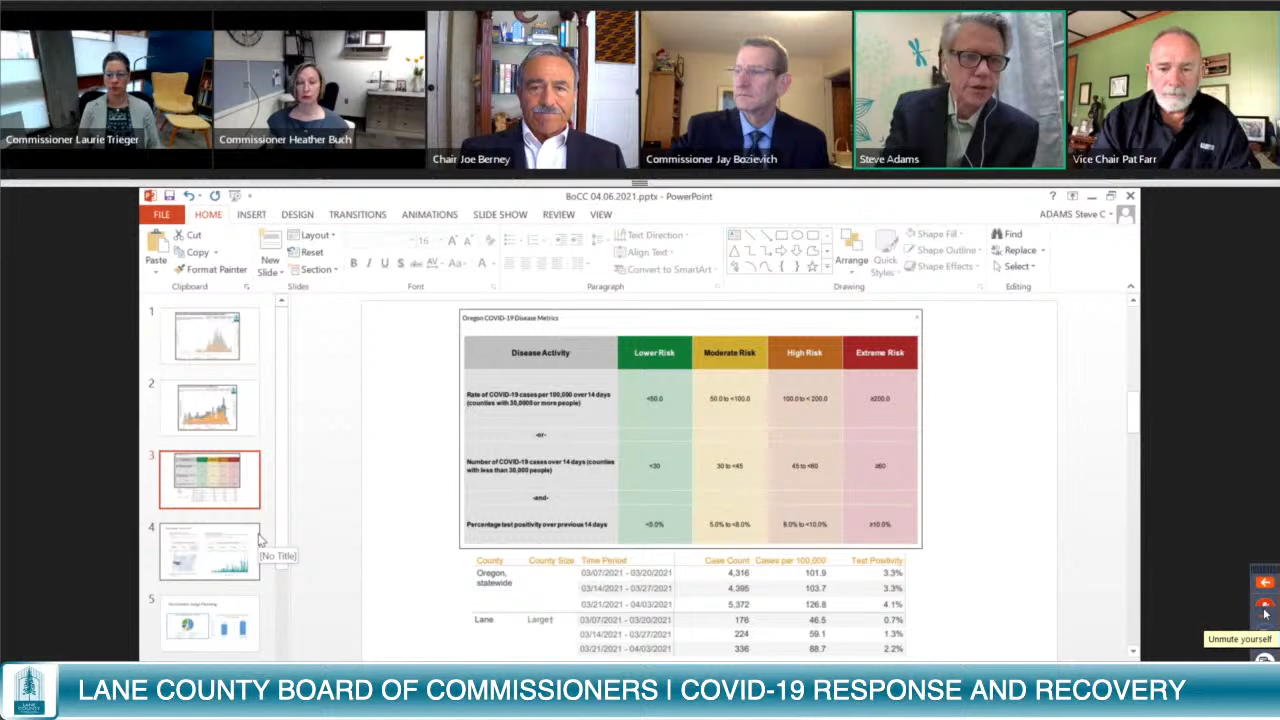 Commissioner Laurie Trieger
Commissioner Heather Buch
Chair Joe Berney
Commissioner Jay Bozievich
Steve Adams
Vice Chair Pat Farr
BoCC 04.06.2021.pptx - PowerPoint
FILE HOME INSERT DESIGN TRANSITIONS ANIMATIONS SLIDE SHOW REVIEW VIEW
ADAMS Steve C
Paste
Cut
Copy
Format Painter
Clipboard
New
Slide
Layout
Reset
Section
Slides
16
Font
Text Direction
Align Text
Convert to SmartArt
Paragraph
Arrange
Quick
Styles
Shape Fill
Shape Outline
Shape Effects
Drawing
Find
Replace
Select
Editing
1
2
3
4
5
[No Title]
Oregon COVID-19 Disease Metrics
Disease Activity Lower Risk Moderate Risk High Risk Extreme Risk
Rate of COVID-19 cases per 100,000 over 14 days
(counties with 30,0000 or more people)
<50.0 50.0 to <100.0 100.0 to < 200.0 ≥200.0
-or-
Number of COVID-19 cases over 14 days (counties
with less than 30,000 people)
<30 30 to <45 45 to <60 ≥60
-and-
Percentage test positivity over previous 14 days
<5.0% 5.0% to <8.0% 8.0% to <10.0% ≥10.0%
County County Size Time Period Case Count Cases per 100,000 Test Positivity
Oregon, 03/07/2021 - 03/20/2021 4,316 101.9 3.3%
statewide 03/14/2021 - 03/27/2021 4,395 103.7 3.3%
03/21/2021 - 04/03/2021 5,372 126.8 4.1%
Lane Large† 03/07/2021 - 03/20/2021 176 46.5 0.7%
03/14/2021 - 03/27/2021 224 59.1 1.3%
03/21/2021 - 04/03/2021 336 88.7 2.2%
Unmute yourself
LANE
COUNTY
LANE COUNTY BOARD OF COMMISSIONERS | COVID-19 RESPONSE AND RECOVERY